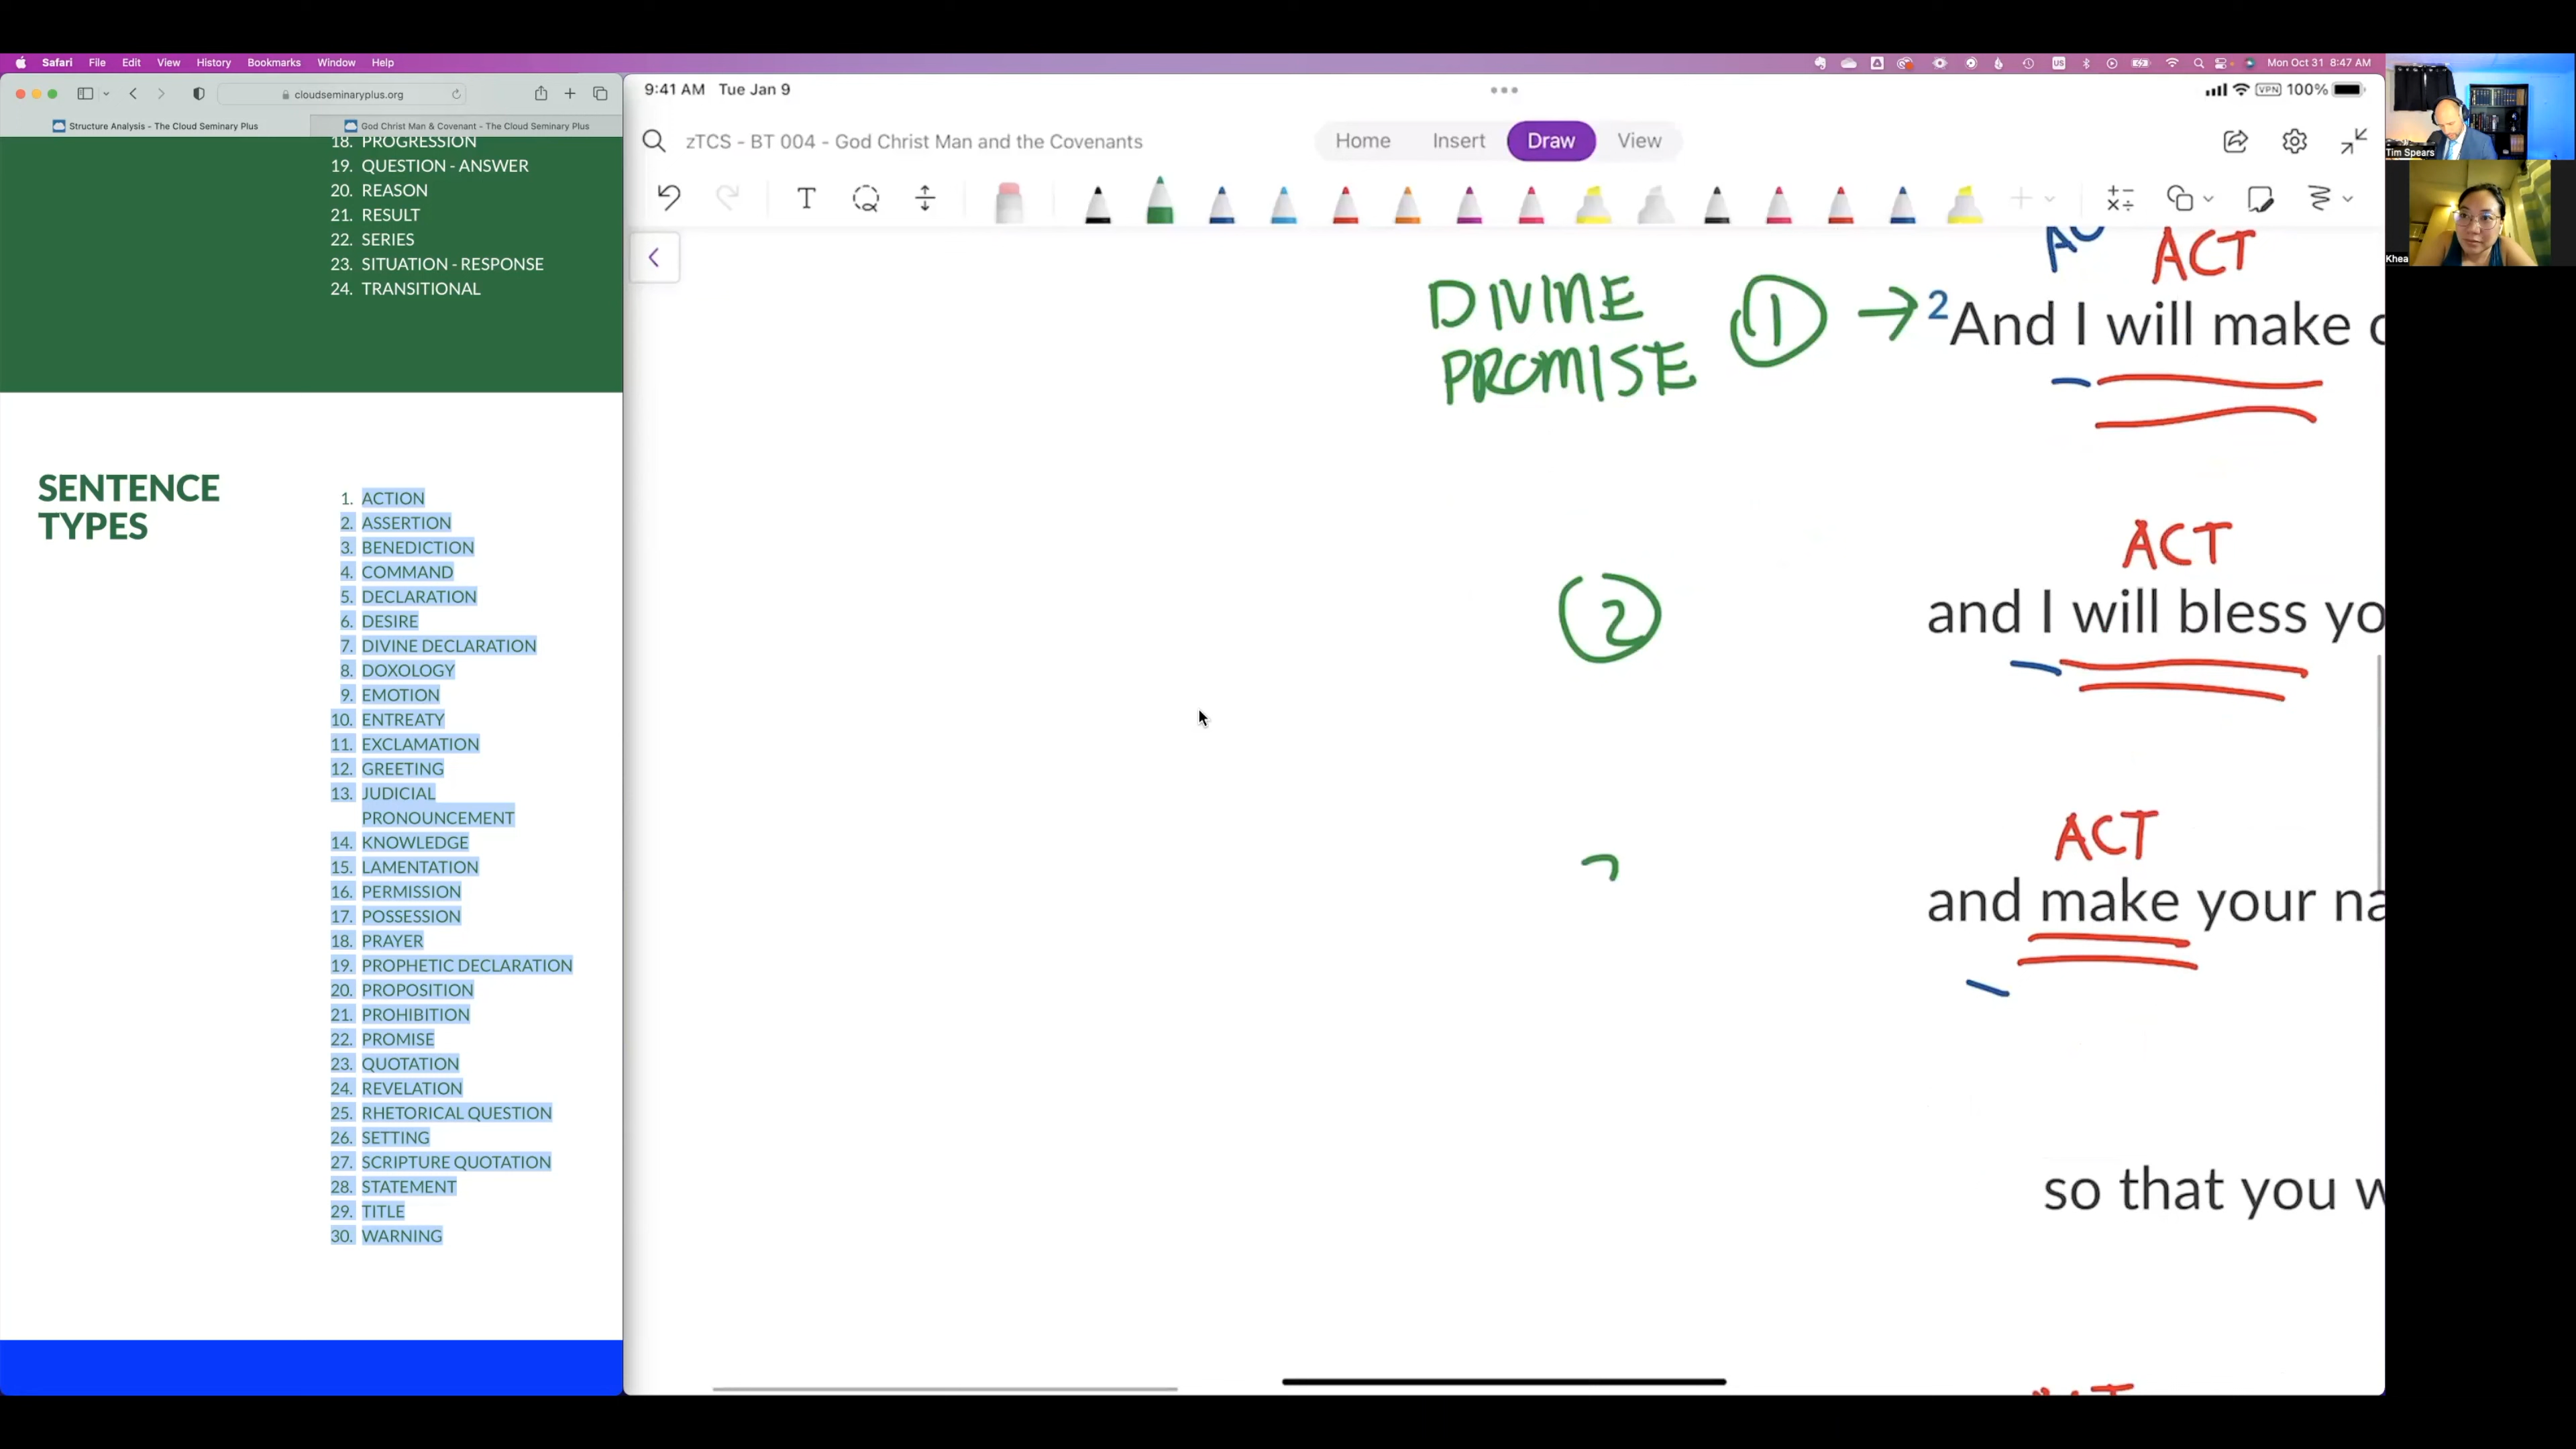 Safari File Edit View History Bookmarks Window Help
Mon Oct 31 8:47 AM
cloudseminaryplus.org
Structure Analysis - The Cloud Seminary Plus
God Christ Man & Covenant - The Cloud Seminary Plus
18. PROGRESSION
19. QUESTION - ANSWER
20. REASON
21. RESULT
22. SERIES
23. SITUATION - RESPONSE
24. TRANSITIONAL
SENTENCE
TYPES
1. ACTION
2. ASSERTION
3. BENEDICTION
4. COMMAND
5. DECLARATION
6. DESIRE
7. DIVINE DECLARATION
8. DOXOLOGY
9. EMOTION
10. ENTREATY
11. EXCLAMATION
12. GREETING
13. JUDICIAL
PRONOUNCEMENT
14. KNOWLEDGE
15. LAMENTATION
16. PERMISSION
17. POSSESSION
18. PRAYER
19. PROPHETIC DECLARATION
20. PROPOSITION
21. PROHIBITION
22. PROMISE
23. QUOTATION
24. REVELATION
25. RHETORICAL QUESTION
26. SETTING
27. SCRIPTURE QUOTATION
28. STATEMENT
29. TITLE
30. WARNING
9:41 AM Tue Jan 9
VPN 100%
zTCS - BT 004 - God Christ Man and the Covenants
Home Insert Draw View
ACT
DIVINE
PROMISE
1 → 2And I will make
ACT
2
and I will bless yo
ACT
and make your na
so that you w
Tim Spears
Khea